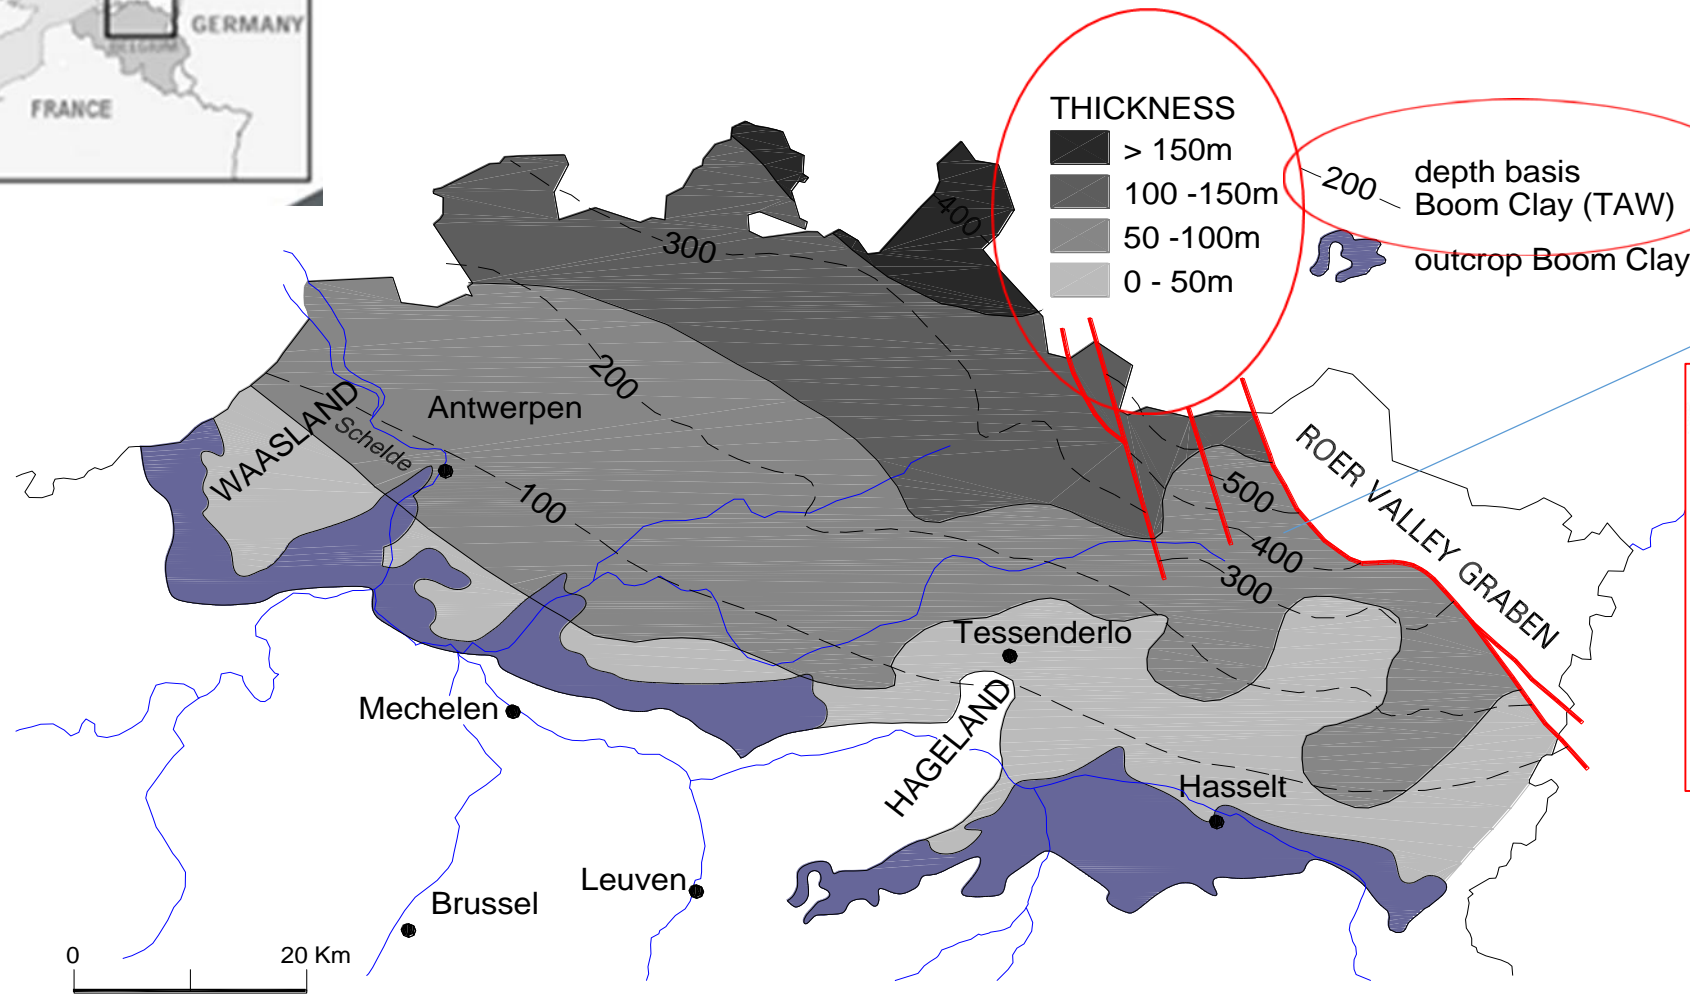 GERMANY
BELGIUM
FRANCE
THICKNESS
> 150m
100 -150m
50 -100m
0 - 50m
200
depth basis
Boom Clay (TAW)
outcrop Boom Clay
400
300
200
100
500
400
300
WAASLAND
Schelde
Antwerpen
ROER VALLEY GRABEN
Tessenderlo
Mechelen
HAGELAND
Hasselt
Leuven
Brussel
0
20 Km